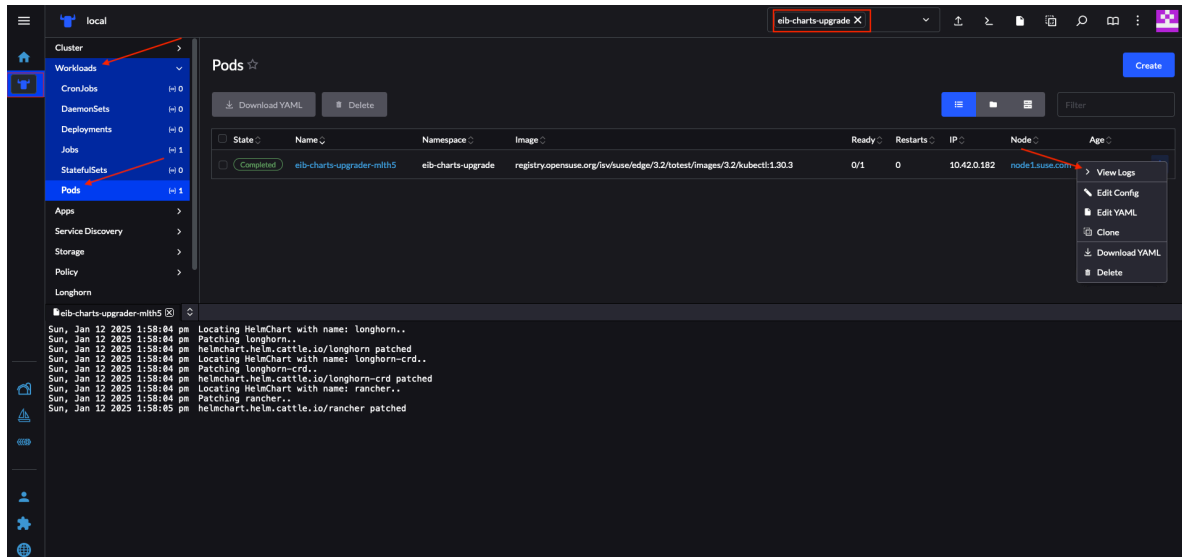 local
eib-charts-upgrade
Cluster
Workloads
CronJobs 0
DaemonSets 0
Deployments 0
Jobs 1
StatefulSets 0
Pods 1
Apps
Service Discovery
Storage
Policy
Longhorn
Pods
Create
Download YAML Delete
Filter
State Name Namespace Image Ready Restarts IP Node Age
Completed eib-charts-upgrader-mlth5 eib-charts-upgrade registry.opensuse.org/isv/suse/edge/3.2/totest/images/3.2/kubectl:1.30.3 0/1 0 10.42.0.182 node1.suse.com
View Logs
Edit Config
Edit YAML
Clone
Download YAML
Delete
eib-charts-upgrader-mlth5
Sun, Jan 12 2025 1:58:04 pm Locating HelmChart with name: longhorn..
Sun, Jan 12 2025 1:58:04 pm Patching longhorn..
Sun, Jan 12 2025 1:58:04 pm helmchart.helm.cattle.io/longhorn patched
Sun, Jan 12 2025 1:58:04 pm Locating HelmChart with name: longhorn-crd..
Sun, Jan 12 2025 1:58:04 pm Patching longhorn-crd..
Sun, Jan 12 2025 1:58:04 pm helmchart.helm.cattle.io/longhorn-crd patched
Sun, Jan 12 2025 1:58:04 pm Locating HelmChart with name: rancher..
Sun, Jan 12 2025 1:58:04 pm Patching rancher..
Sun, Jan 12 2025 1:58:05 pm helmchart.helm.cattle.io/rancher patched